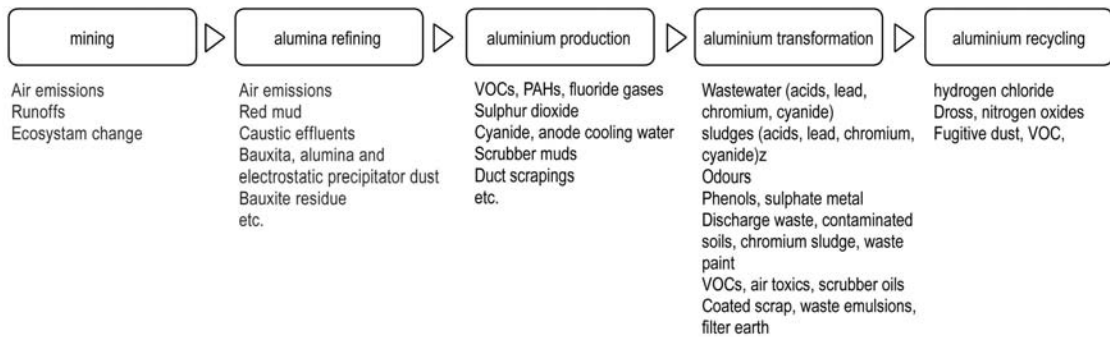 mining
alumina refining
aluminium production
aluminium transformation
aluminium recycling
Air emissions
Runoffs
Ecosystam change
Air emissions
Red mud
Caustic effluents
Bauxita, alumina and
electrostatic precipitator dust
Bauxite residue
etc.
VOCs, PAHs, fluoride gases
Sulphur dioxide
Cyanide, anode cooling water
Scrubber muds
Duct scrapings
etc.
Wastewater (acids, lead,
chromium, cyanide)
sludges (acids, lead, chromium,
cyanide)z
Odours
Phenols, sulphate metal
Discharge waste, contaminated
soils, chromium sludge, waste
paint
VOCs, air toxics, scrubber oils
Coated scrap, waste emulsions,
filter earth
hydrogen chloride
Dross, nitrogen oxides
Fugitive dust, VOC,